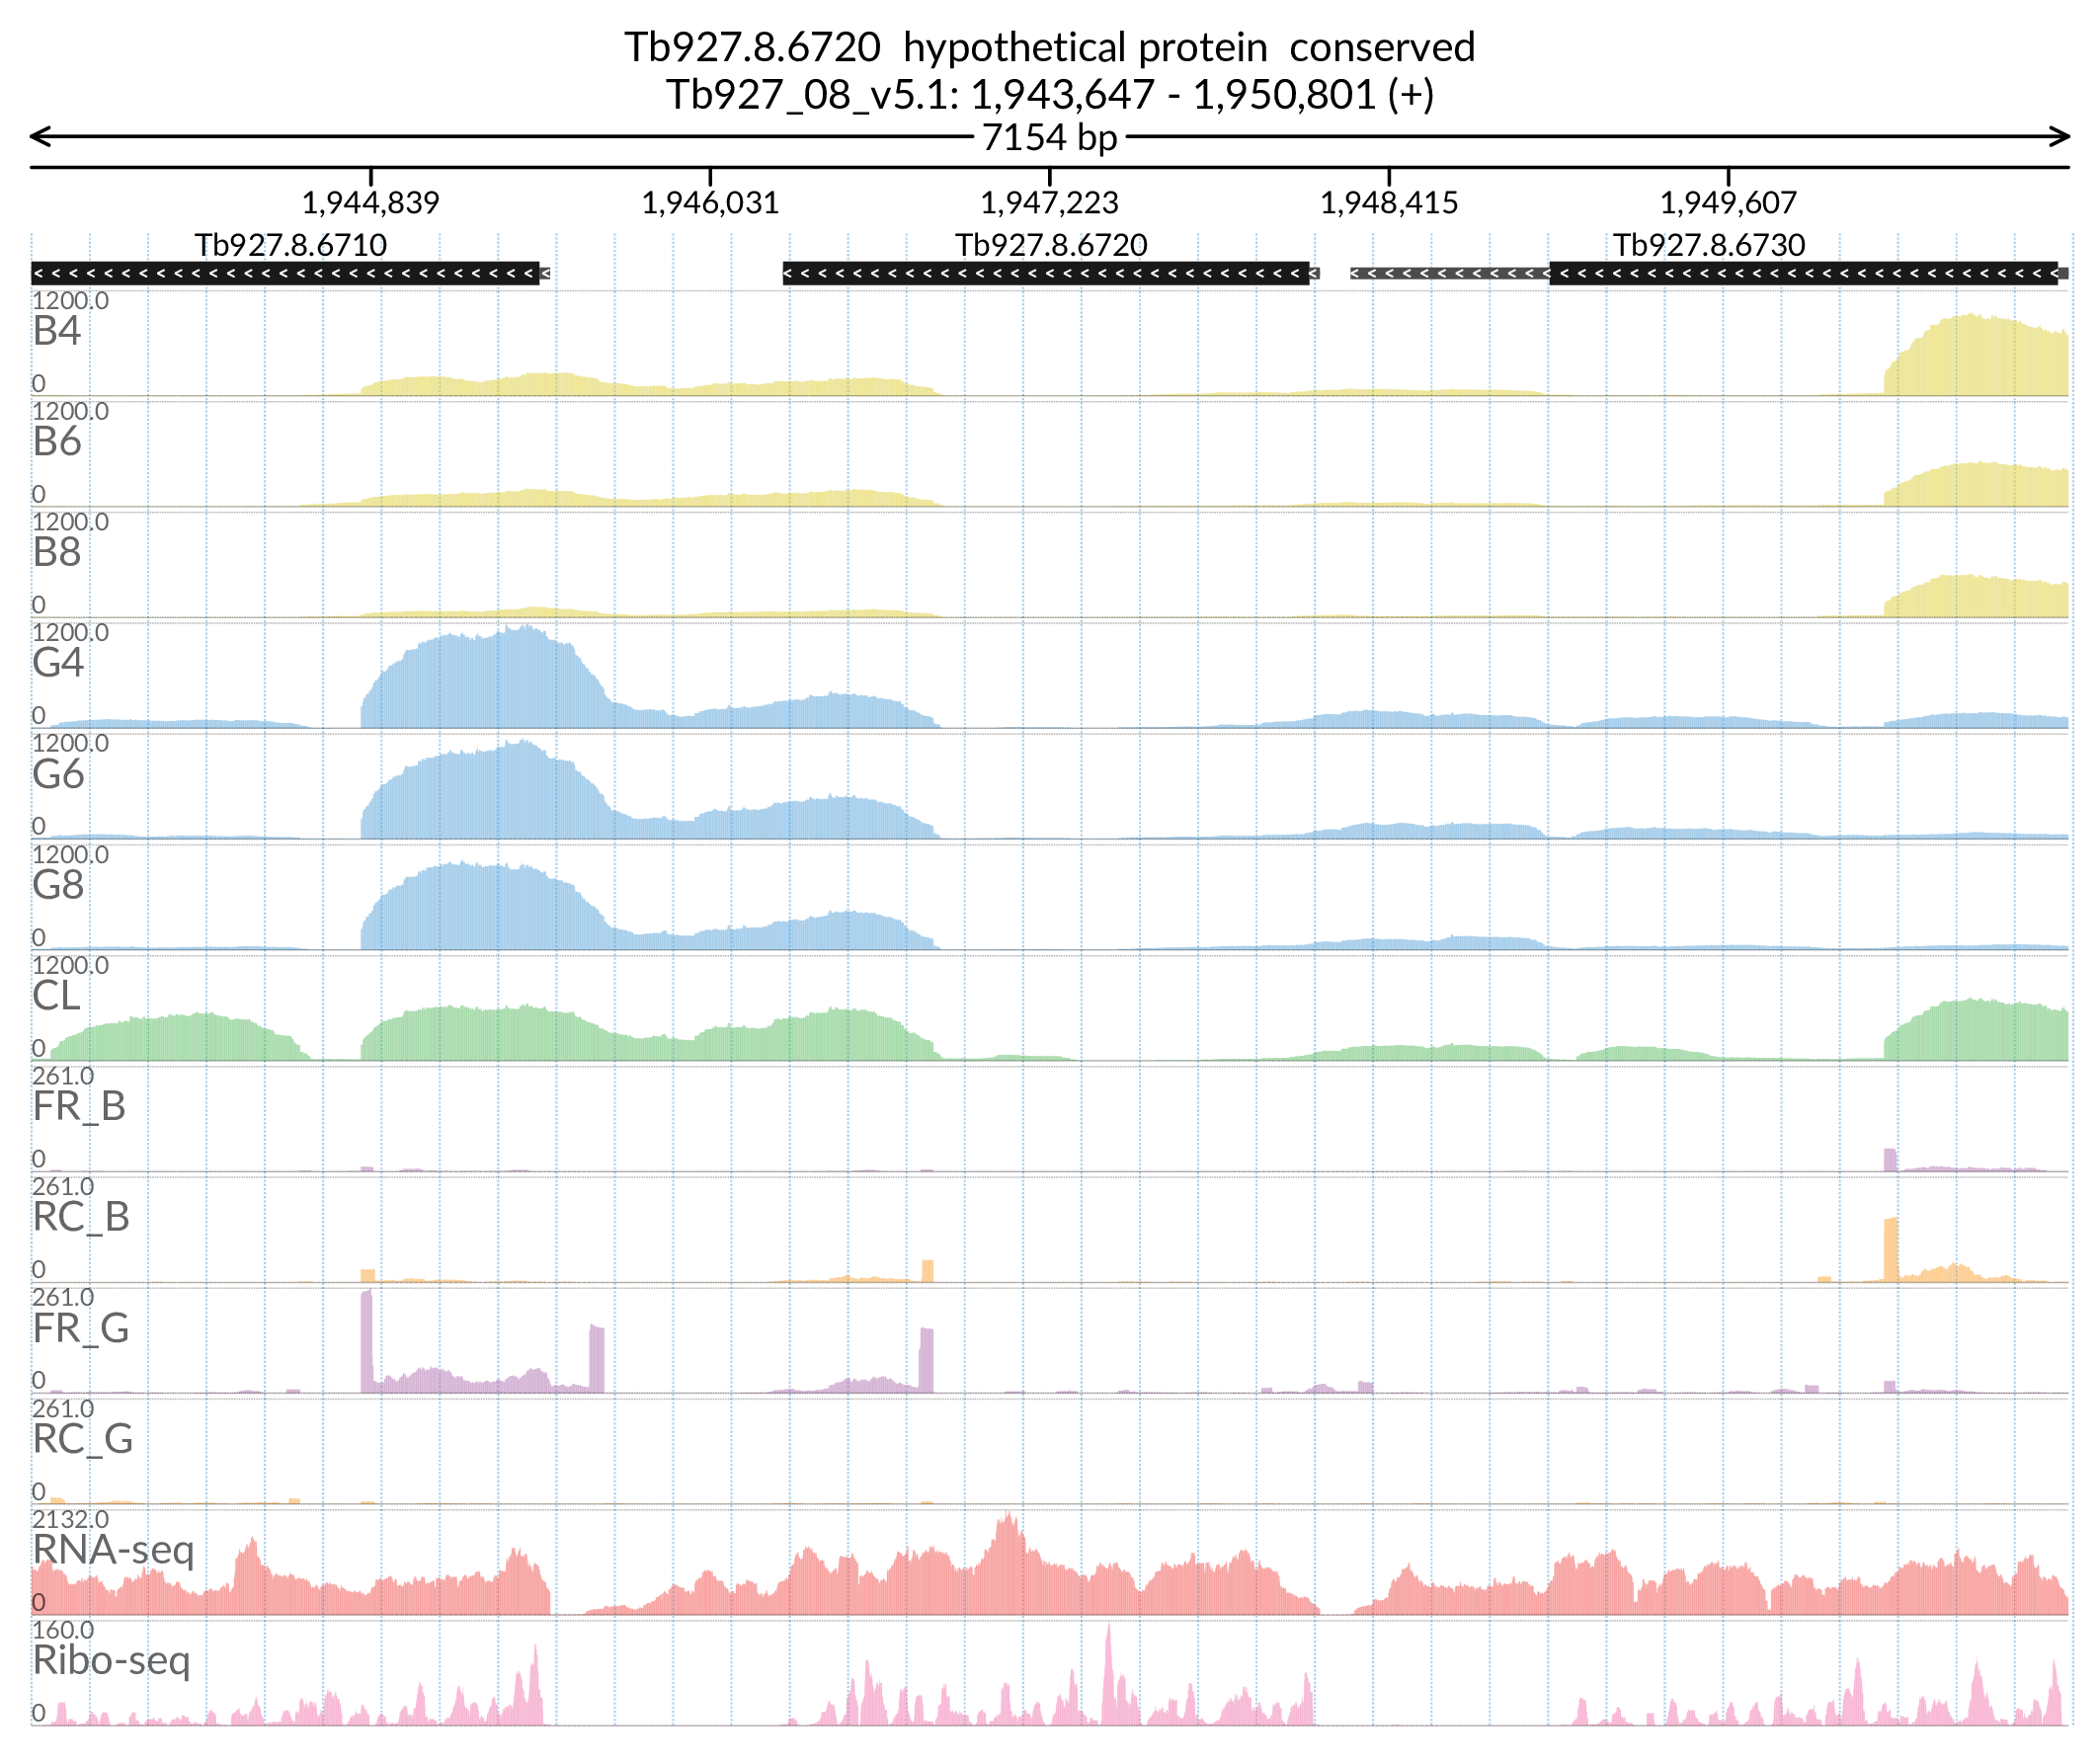 Tb927.8.6720  hypothetical protein  conserved
Tb927_08_v5.1: 1,943,647 - 1,950,801 (+)
7154 bp
1,944,839 1,946,031 1,947,223 1,948,415 1,949,607
Tb927.8.6710 Tb927.8.6720 Tb927.8.6730
1200.0
B4
0
1200.0
B6
0
1200.0
B8
0
1200.0
G4
0
1200.0
G6
0
1200.0
G8
0
1200.0
CL
0
261.0
FR_B
0
261.0
RC_B
0
261.0
FR_G
0
261.0
RC_G
0
2132.0
RNA-seq
0
160.0
Ribo-seq
0